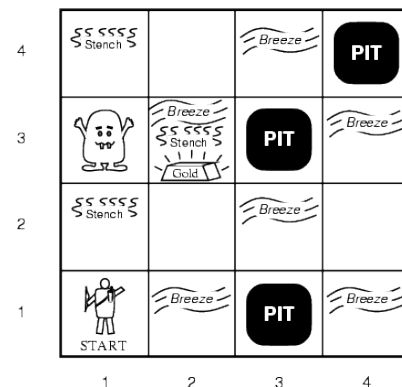 4
Stench
Breeze
PIT
3
Breeze
Stench
Gold
PIT
Breeze
2
Stench
Breeze
1
START
Breeze
PIT
Breeze
1 2 3 4